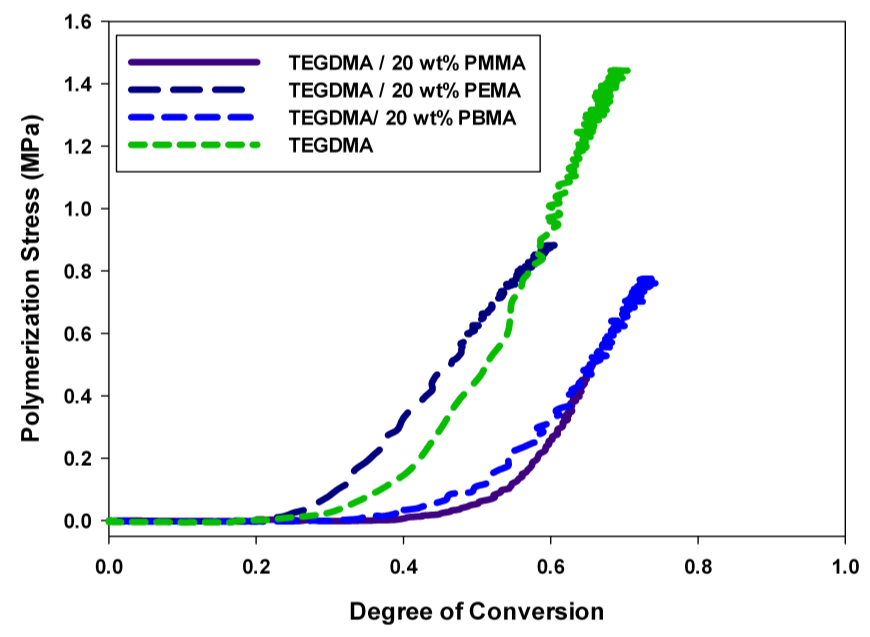 1.6
1.4
1.2
1.0
0.8
0.6
0.4
0.2
0.0
Polymerization Stress (MPa)
TEGDMA / 20 wt% PMMA
TEGDMA / 20 wt% PEMA
TEGDMA/ 20 wt% PBMA
TEGDMA
0.0 0.2 0.4 0.6 0.8 1.0
Degree of Conversion